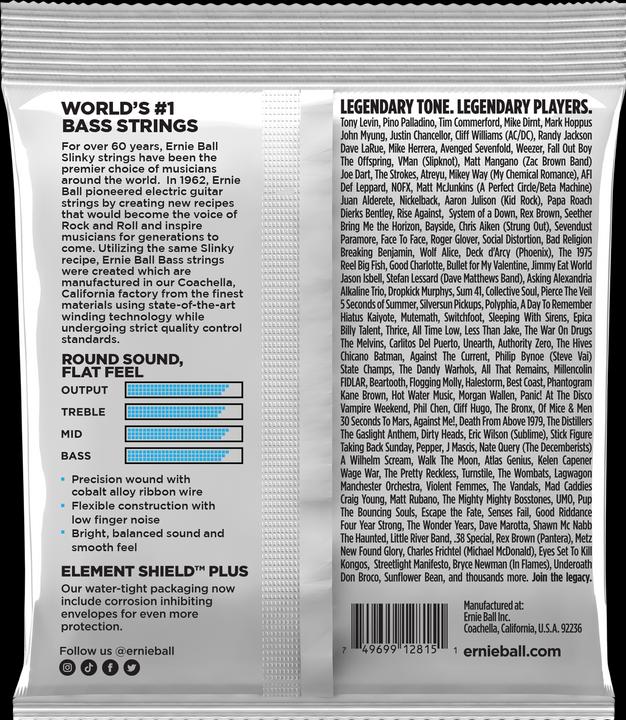 WORLD'S #1
BASS STRINGS
For over 60 years, Ernie Ball
Slinky strings have been the
premier choice of musicians
around the world. In 1962, Ernie
Ball pioneered electric guitar
strings by creating new recipes
that would become the voice of
Rock and Roll and inspire
musicians for generations to
come. Utilizing the same Slinky
recipe, Ernie Ball Bass strings
were created which are
manufactured in our Coachella,
California factory from the finest
materials using state-of-the-art
winding technology while
undergoing strict quality control
standards.
ROUND SOUND,
FLAT FEEL
OUTPUT
TREBLE
MID
BASS
• Precision wound with
cobalt alloy ribbon wire
• Flexible construction with
low finger noise
• Bright, balanced sound and
smooth feel
ELEMENT SHIELD™ PLUS
Our water-tight packaging now
include corrosion inhibiting
envelopes for even more
protection.
Follow us @ernieball
LEGENDARY TONE. LEGENDARY PLAYERS.
Tony Levin, Pino Palladino, Tim Commerford, Mike Dirnt, Mark Hoppus
John Myung, Justin Chancellor, Cliff Williams (AC/DC), Randy Jackson
Dave LaRue, Mike Herrera, Avenged Sevenfold, Weezer, Fall Out Boy
The Offspring, VMan (Slipknot), Matt Mangano (Zac Brown Band)
Joe Dart, The Strokes, Atreyu, Mikey Way (My Chemical Romance), AFI
Def Leppard, NOFX, Matt McJunkins (A Perfect Circle/Beta Machine)
Juan Alderete, Nickelback, Aaron Julison (Kid Rock), Papa Roach
Dierks Bentley, Rise Against, System of a Down, Rex Brown, Seether
Bring Me the Horizon, Bayside, Chris Aiken (Strung Out), Sevendust
Paramore, Face To Face, Roger Glover, Social Distortion, Bad Religion
Breaking Benjamin, Wolf Alice, Deck d'Arcy (Phoenix), The 1975
Reel Big Fish, Good Charlotte, Bullet for My Valentine, Jimmy Eat World
Jason Isbell, Stefan Lessard (Dave Matthews Band), Asking Alexandria
Alkaline Trio, Dropkick Murphys, Sum 41, Collective Soul, Pierce The Veil
5 Seconds of Summer, Silversun Pickups, Polyphia, A Day To Remember
Hiatus Kaiyote, Mutemath, Switchfoot, Sleeping With Sirens, Epica
Billy Talent, Thrice, All Time Low, Less Than Jake, The War On Drugs
The Melvins, Carlitos Del Puerto, Unearth, Authority Zero, The Hives
Chicano Batman, Against The Current, Philip Bynoe (Steve Vai)
State Champs, The Dandy Warhols, All That Remains, Millencolin
FIDLAR, Beartooth, Flogging Molly, Halestorm, Best Coast, Phantogram
Kane Brown, Hot Water Music, Morgan Wallen, Panic! At The Disco
Vampire Weekend, Phil Chen, Cliff Hugo, The Bronx, Of Mice & Men
30 Seconds To Mars, Against Me!, Death From Above 1979, The Distillers
The Gaslight Anthem, Dirty Heads, Eric Wilson (Sublime), Stick Figure
Taking Back Sunday, Pepper, J Mascis, Nate Query (The Decemberists)
A Wilhelm Scream, Walk The Moon, Atlas Genius, Kelen Capener
Wage War, The Pretty Reckless, Turnstile, The Wombats, Lagwagon
Manchester Orchestra, Violent Femmes, The Vandals, Mad Caddies
Craig Young, Matt Rubano, The Mighty Mighty Bosstones, UMO, Pup
The Bouncing Souls, Escape the Fate, Senses Fail, Good Riddance
Four Year Strong, The Wonder Years, Dave Marotta, Shawn Mc Nabb
The Haunted, Little River Band, .38 Special, Rex Brown (Pantera), Metz
New Found Glory, Charles Frichtel (Michael McDonald), Eyes Set To Kill
Kongos, Streetlight Manifesto, Bryce Newman (In Flames), Underoath
Don Broco, Sunflower Bean, and thousands more. Join the legacy.
7 49699 12815 1
Manufactured at:
Ernie Ball Inc.
Coachella, California, U.S.A. 92236
ernieball.com